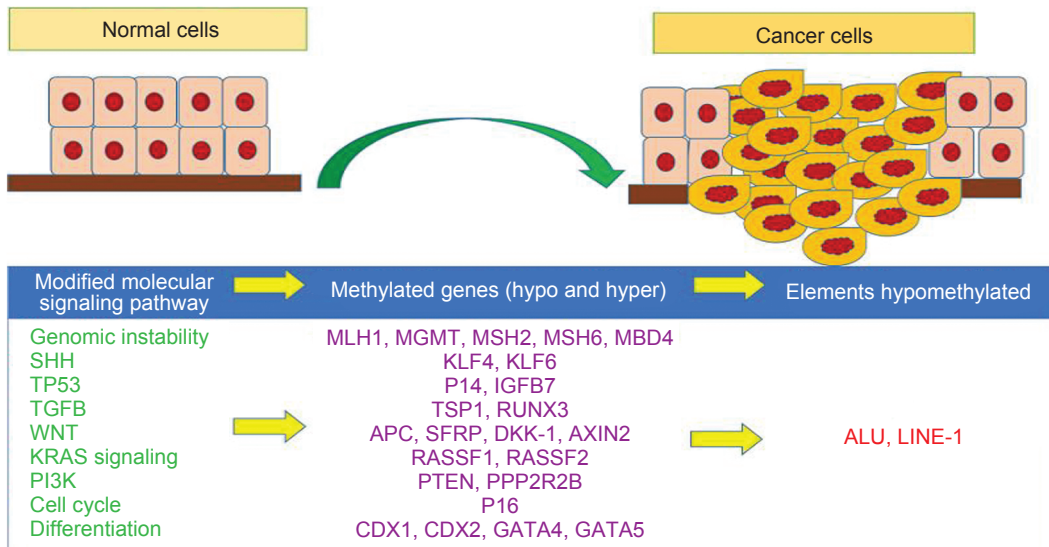 Normal cells
Cancer cells
Modified molecular
signaling pathway
Methylated genes (hypo and hyper)
Elements hypomethylated
Genomic instability
MLH1, MGMT, MSH2, MSH6, MBD4
SHH
KLF4, KLF6
TP53
P14, IGFB7
TGFB
TSP1, RUNX3
WNT
APC, SFRP, DKK-1, AXIN2
ALU, LINE-1
KRAS signaling
RASSF1, RASSF2
PI3K
PTEN, PPP2R2B
Cell cycle
P16
Differentiation
CDX1, CDX2, GATA4, GATA5